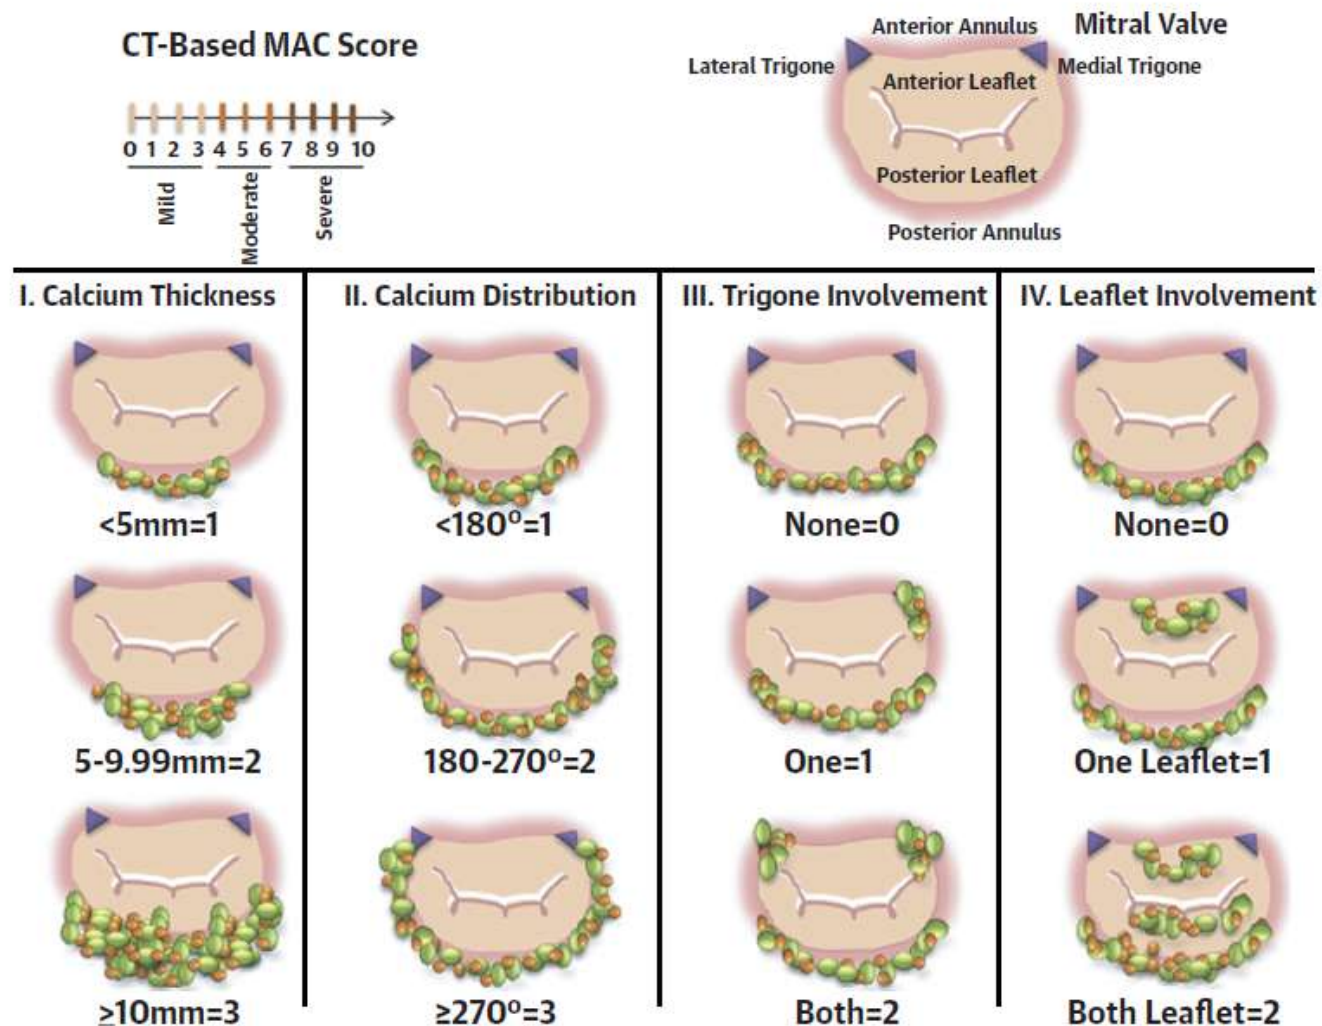 CT-Based MAC Score
0 1 2 3 4 5 6 7 8 9 10
Mild
Moderate
Severe
Anterior Annulus
Mitral Valve
Lateral Trigone
Medial Trigone
Anterior Leaflet
Posterior Leaflet
Posterior Annulus
I. Calcium Thickness
<5mm=1
5-9.99mm=2
≥10mm=3
II. Calcium Distribution
<180º=1
180-270º=2
≥270º=3
III. Trigone Involvement
None=0
One=1
Both=2
IV. Leaflet Involvement
None=0
One Leaflet=1
Both Leaflet=2